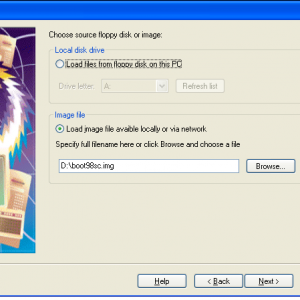 Choose source floppy disk or image:
Local disk drive
Load files from floppy disk on this PC
Drive letter: A: Refresh list
Image file
Load image file avaible locally or via network
Specify full filename here or click Browse and choose a file
D:\boot98sc.img Browse...
Help < Back Next >